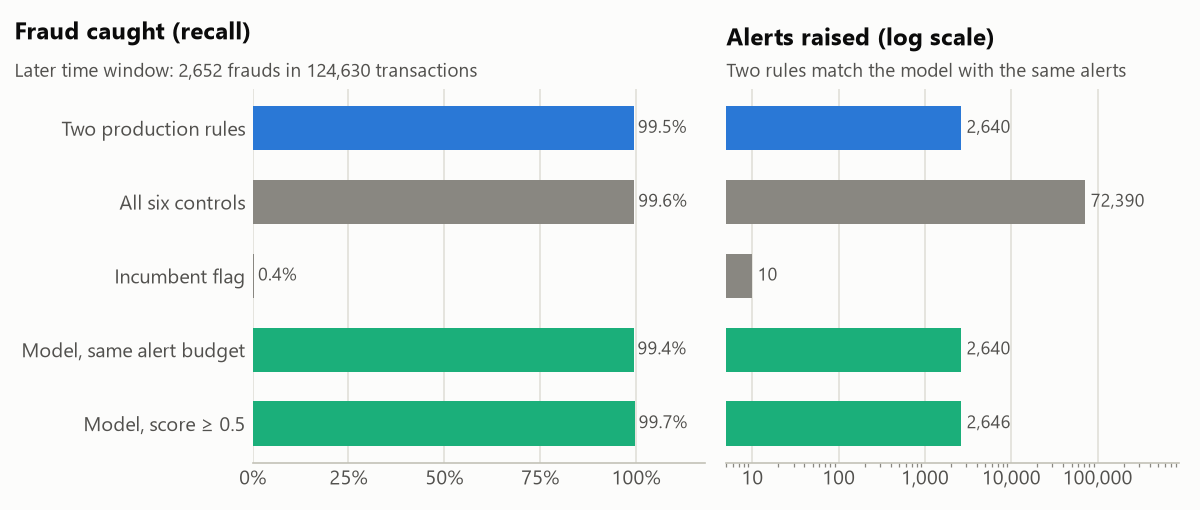 Fraud caught (recall)
Later time window: 2,652 frauds in 124,630 transactions
Two production rules
99.5%
All six controls
99.6%
Incumbent flag
0.4%
Model, same alert budget
99.4%
Model, score ≥ 0.5
99.7%
0%
25%
50%
75%
100%
Alerts raised (log scale)
Two rules match the model with the same alerts
2,640
72,390
10
2,640
2,646
10
100
1,000
10,000
100,000